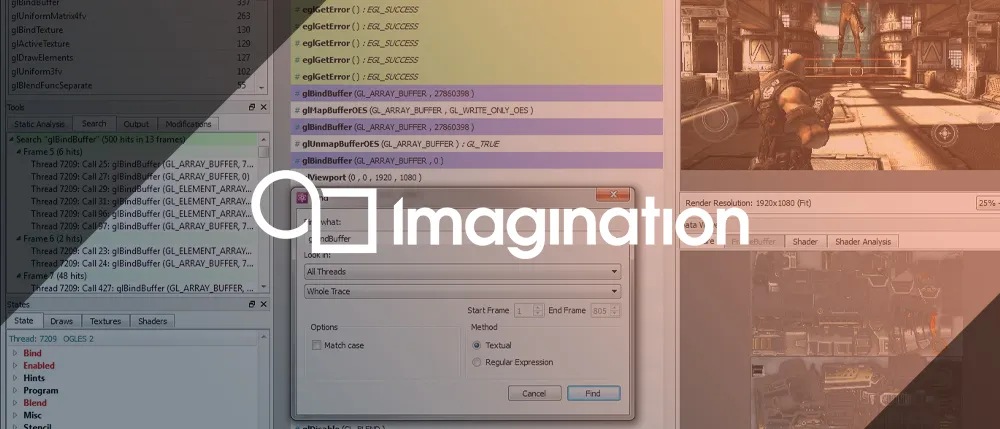 glBindBuffer 337
glUniformMatrix4fv 263
glBindTexture 130
glActiveTexture 129
glDrawElements 127
glUniform3fv 102
glBlendFuncSeparate 55
Tools
Static Analysis Search Output Modifications
Search "glBindBuffer" (500 hits in 13 frames)
Frame 5 (6 hits)
Thread 7209: Call 25: glBindBuffer (GL_ARRAY_BUFFER, 7...
Thread 7209: Call 27: glBindBuffer (GL_ARRAY_BUFFER, 0)
Thread 7209: Call 29: glBindBuffer (GL_ELEMENT_ARRAY...
Thread 7209: Call 31: glBindBuffer (GL_ARRAY_BUFFER, 7...
Thread 7209: Call 96: glBindBuffer (GL_ELEMENT_ARRAY...
Thread 7209: Call 97: glBindBuffer (GL_ARRAY_BUFFER, 7...
Frame 6 (2 hits)
Thread 7209: Call 23: glBindBuffer (GL_ELEMENT_ARRAY...
Thread 7209: Call 24: glBindBuffer (GL_ARRAY_BUFFER, 7...
Frame 7 (48 hits)
Thread 7209: Call 427: glBindBuffer (GL_ARRAY_BUFFER, ...
States
State Draws Textures Shaders
Thread: 7209 OGLES 2
Bind
Enabled
Hints
Program
Blend
Misc
Stencil
# eglGetError () : EGL_SUCCESS
# eglGetError () : EGL_SUCCESS
# eglGetError () : EGL_SUCCESS
# eglGetError () : EGL_SUCCESS
# eglGetError () : EGL_SUCCESS
# glBindBuffer (GL_ARRAY_BUFFER , 27860398 )
# glMapBufferOES (GL_ARRAY_BUFFER , GL_WRITE_ONLY_OES )
# glBindBuffer (GL_ARRAY_BUFFER , 27860398 )
# glUnmapBufferOES (GL_ARRAY_BUFFER ) : GL_TRUE
# glBindBuffer (GL_ARRAY_BUFFER , 0 )
glViewport ( 0 , 0 , 1920 , 1080 )
Imagination
what:
Look in:
All Threads
Whole Trace
Start Frame 1 End Frame 805
Options
Match case
Method
Textual
Regular Expression
Cancel Find
# glDisable (GL_BLEND )
Render Resolution: 1920x1080 (Fit) 25%
Shader Shader Analysis